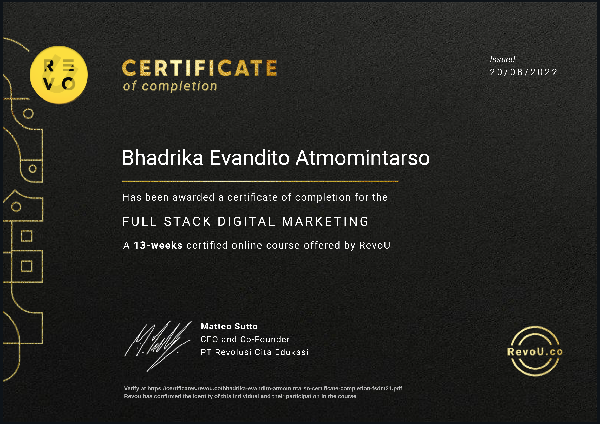 RE
VO
CERTIFICATE
of completion
Issued
20/08/2022
Bhadrika Evandito Atmomintarso
Has been awarded a certificate of completion for the
FULL STACK DIGITAL MARKETING
A 13-weeks certified online course offered by RevoU
Matteo Sutto
CEO and Co-Founder
PT Revolusi Cita Edukasi
RevoU.co
Verify at
Revou has confirmed the identity of this individual and their participation in the course